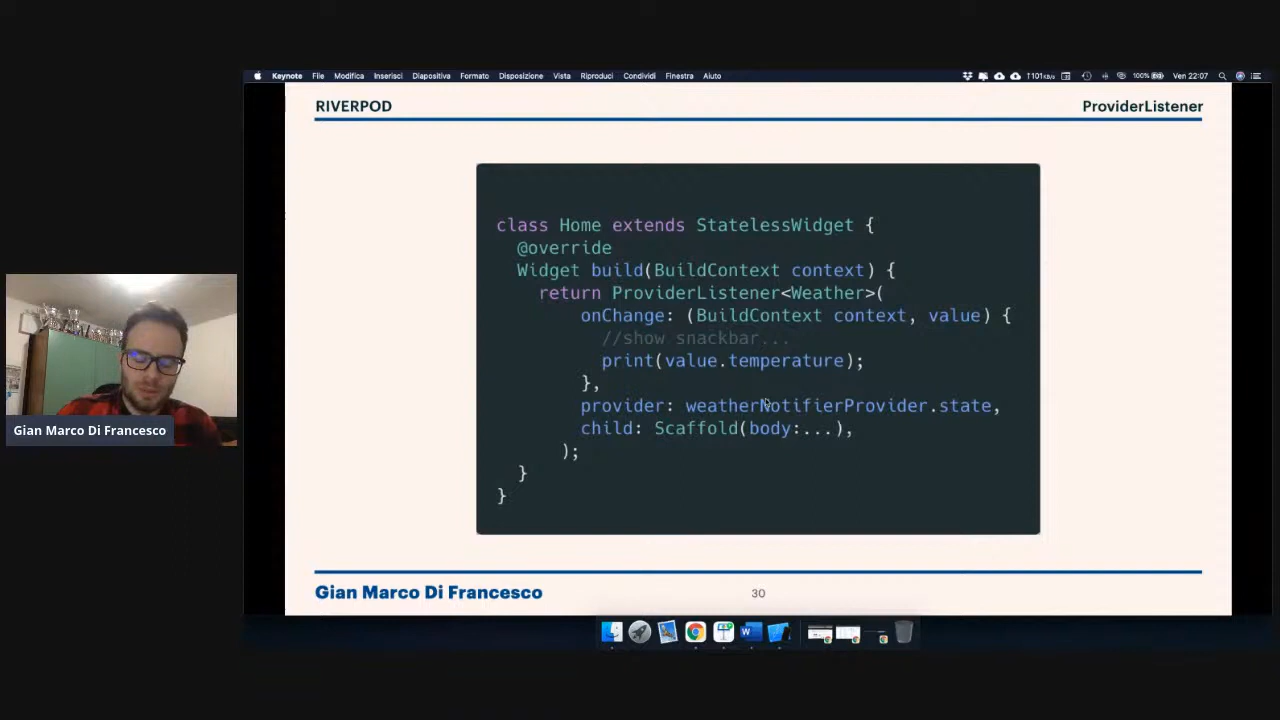 Keynote File Modifica Inserisci Diapositiva Formato Disposizione Vista Riproduci Condividi Finestra Aiuto 100% Ven 22:07
RIVERPOD ProviderListener
class Home extends StatelessWidget {
@override
Widget build(BuildContext context) {
return ProviderListener<Weather>(
onChange: (BuildContext context, value) {
//show snackbar...
print(value.temperature);
},
provider: weatherNotifierProvider.state,
child: Scaffold(body:...),
);
}
}
Gian Marco Di Francesco 30
Gian Marco Di Francesco